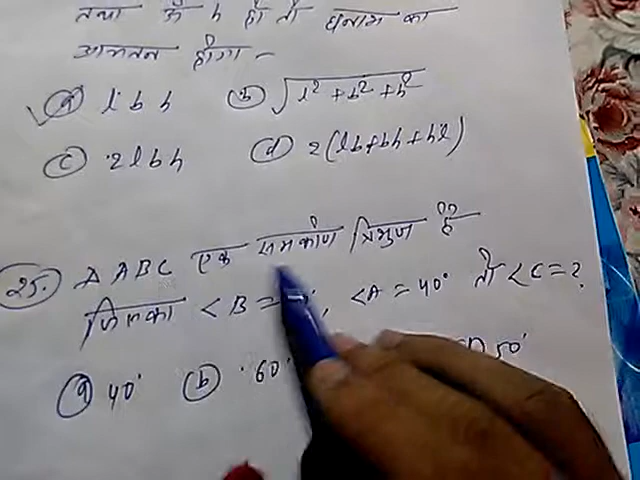 तथा ऊँ h हो तो घनाभ का
आयतन होगा -
(a) l.b.h (b) √l² + b² + h²
(c) 2lbh (d) 2(lb+bh+hl)
25. ∆ ABC एक समकोण त्रिभुज है
जिसका <B = , <A = 40° तो <C = ?
(a) 40° (b) 60° 50°